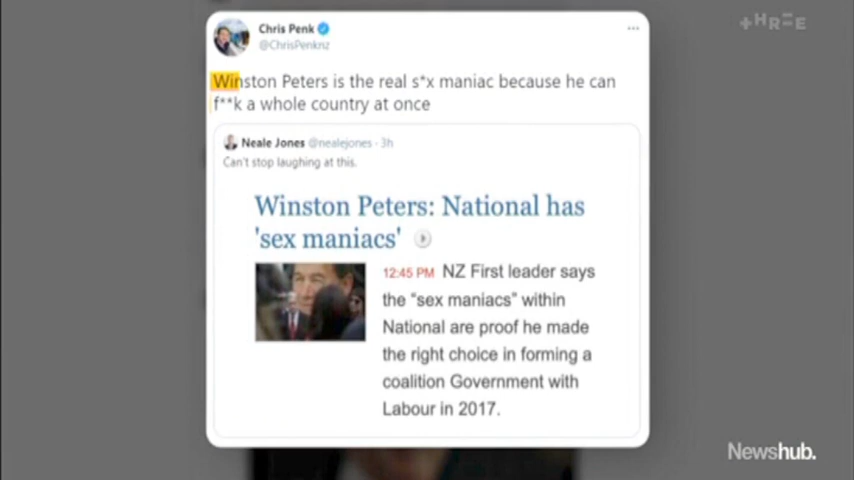 +HR=E
Chris Penk
@ChrisPenknz
Winston Peters is the real s*x maniac because he can
f**k a whole country at once
Neale Jones @nealejones · 3h
Can't stop laughing at this.
Winston Peters: National has
'sex maniacs'
12:45 PM NZ First leader says
the “sex maniacs” within
National are proof he made
the right choice in forming a
coalition Government with
Labour in 2017.
Newshub.